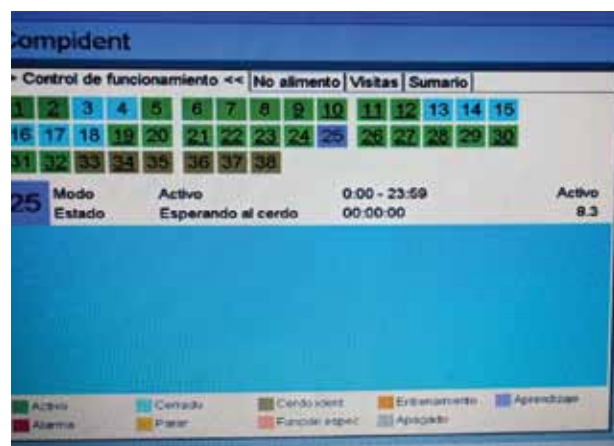 Compident
Control de funcionamiento << No alimento Visitas Sumario
1 2 3 4 5 6 7 8 9 10 11 12 13 14 15
16 17 18 19 20 21 22 23 24 25 26 27 28 29 30
31 32 33 34 35 36 37 38
25 Modo Activo 0:00 - 23:59 Activo
Estado Esperando al cerdo 00:00:00 8.3
Activo Cerrado Cerdo ident Entrenamiento Aprendizaje
Alarma Parar Función espec Apagado